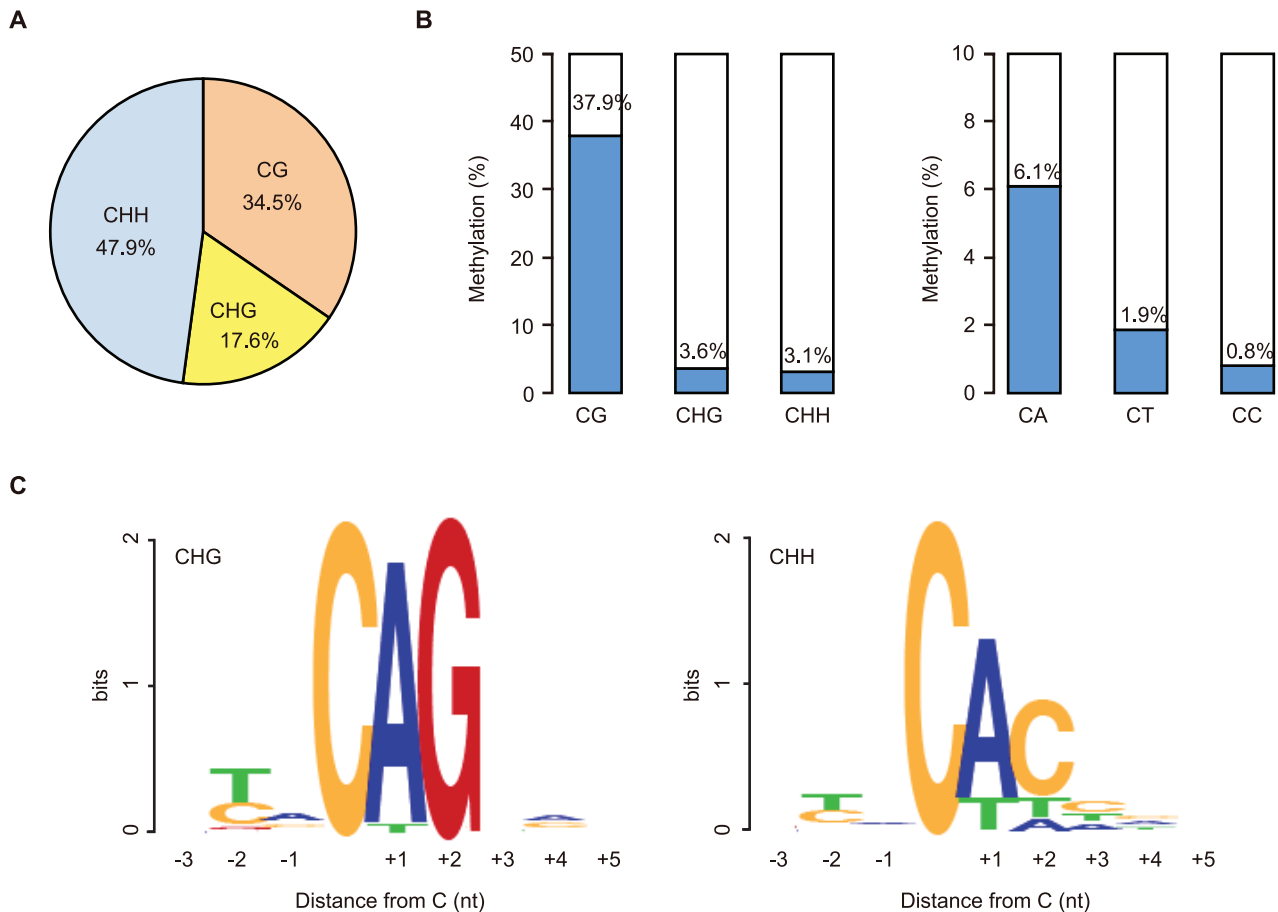 A
CG
34.5%
CHH
47.9%
CHG
17.6%
B
Methylation (%)
50
40
30
20
10
0
37.9%
3.6%
3.1%
CG CHG CHH
Methylation (%)
10
8
6
4
2
0
6.1%
1.9%
0.8%
CA CT CC
C
CHG
bits
2
1
0
T
C A C A G A
C
T
-3 -2 -1 +1 +2 +3 +4 +5
Distance from C (nt)
CHH
bits
2
1
0
T
C
C A C
T T C
A T
A A
-3 -2 -1 +1 +2 +3 +4 +5
Distance from C (nt)